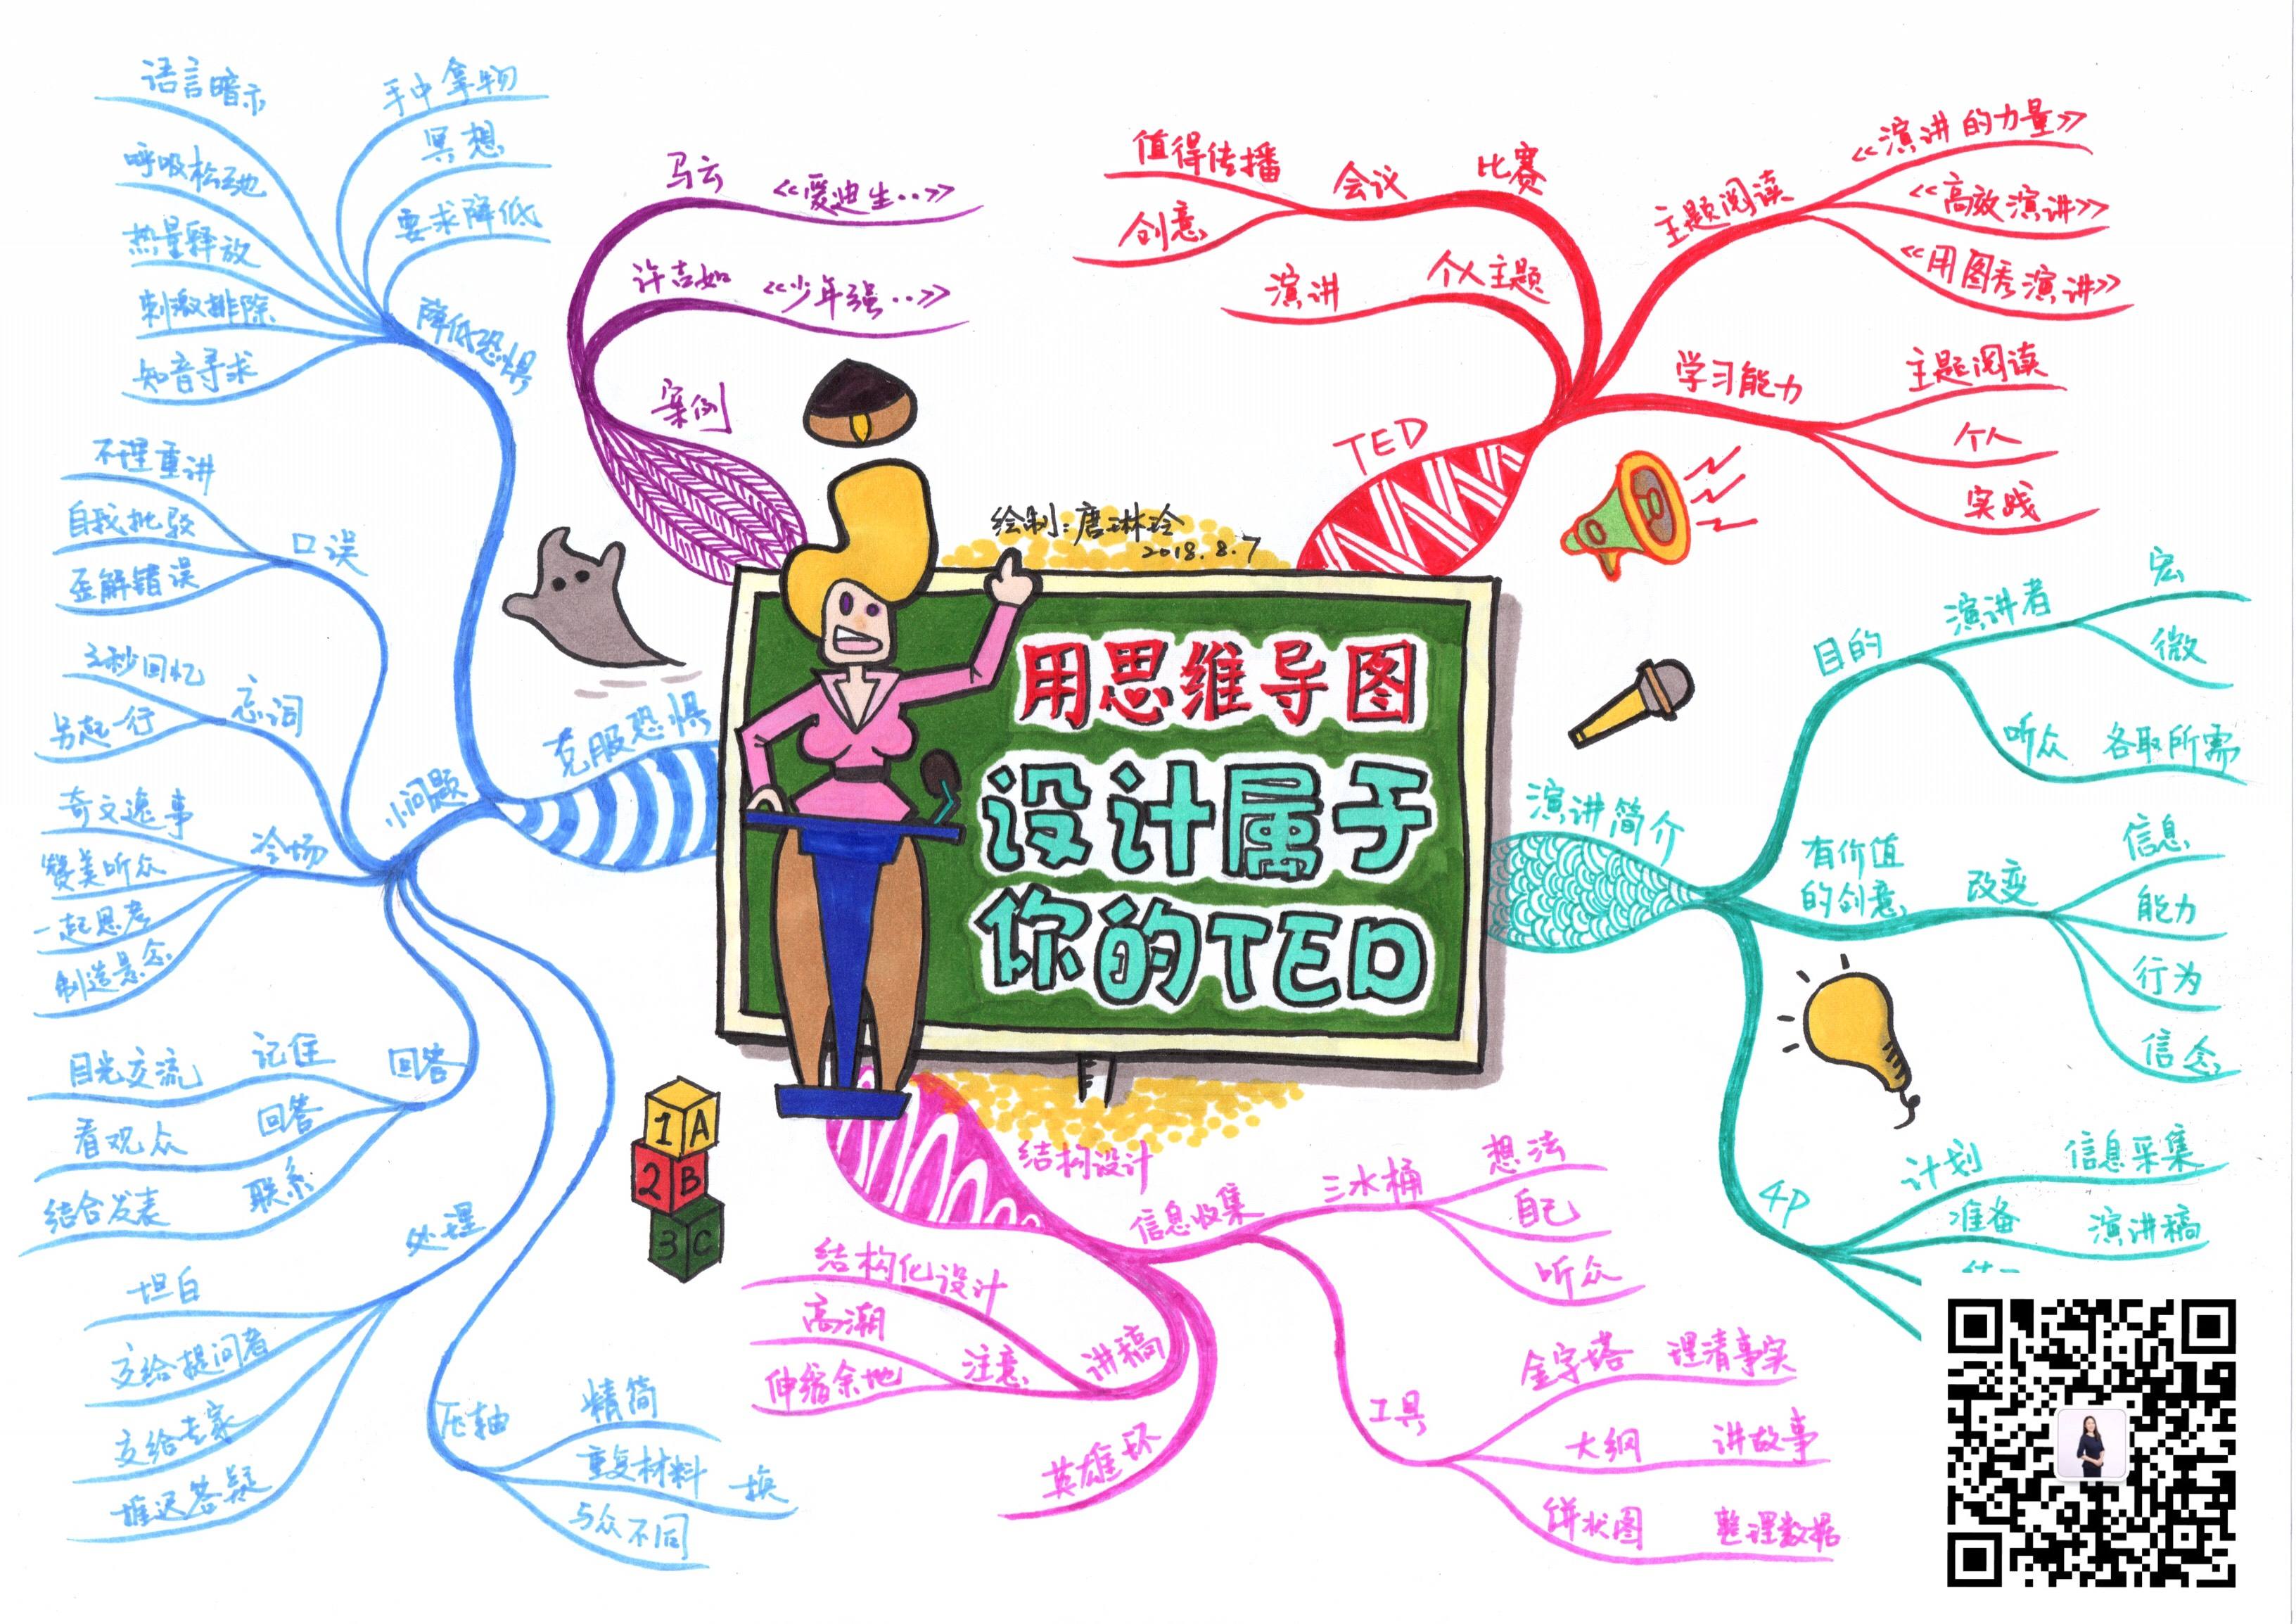 用思维导图
设计属于
你的TED
绘制:唐琳玲
2018.8.7
TED
比赛
会议
值得传播
创意
个人主题
演讲
主题阅读
《演讲的力量》
《高效演讲》
《用图秀演讲》
学习能力
主题阅读
个人
实践
演讲简介
目的
演讲者
宏
微
听众
各取所需
有价值
的创意
改变
信息
能力
行为
信念
4P
计划
信息采集
准备
演讲稿
结构设计
信息收集
三水桶
想法
自己
听众
工具
金字塔
理清事实
大纲
讲故事
饼状图
整理数据
英雄环
讲稿
结构化设计
注意
高潮
伸缩余地
克服恐惧
小问题
压轴
精简
重复材料
换
与众不同
处理
坦白
交给提问者
交给专家
推迟答疑
回答
记住
目光交流
回答
看观众
联系
结合发表
冷场
奇文逸事
赞美听众
一起思考
制造悬念
忘词
三秒回忆
另起一行
口误
不理重讲
自我批驳
歪解错误
降低恐惧
语言暗示
呼吸松弛
热量释放
刺激排除
知音寻求
手中拿物
冥想
要求降低
案例
马云
《爱迪生..》
许吉如
《少年强..》
1 A
2 B
3 C